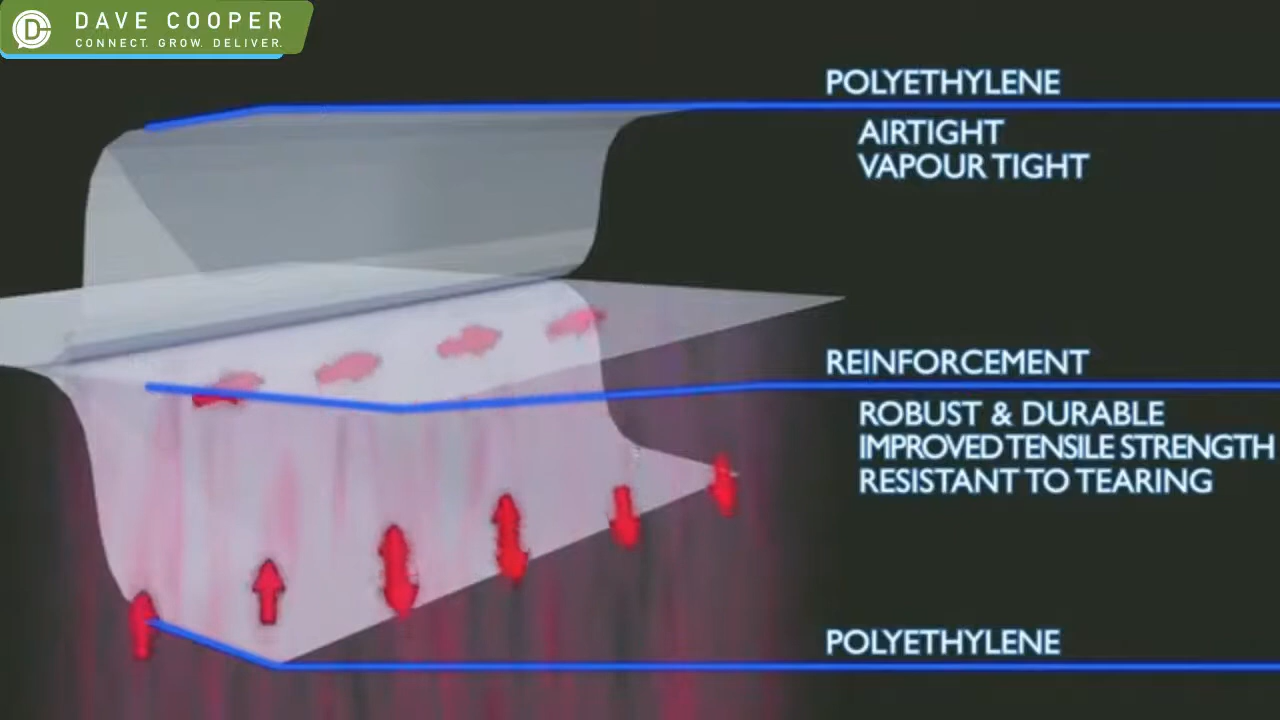 DAVE COOPER
CONNECT. GROW. DELIVER.
POLYETHYLENE
AIRTIGHT
VAPOUR TIGHT
REINFORCEMENT
ROBUST & DURABLE
IMPROVED TENSILE STRENGTH
RESISTANT TO TEARING
POLYETHYLENE